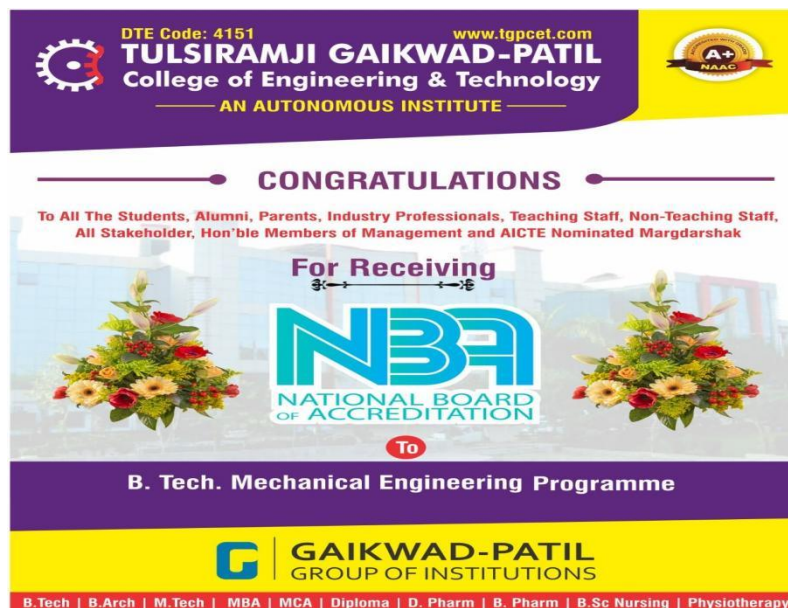 DTE Code: 4151 www.tgpcet.com
TULSIRAMJI GAIKWAD-PATIL
College of Engineering & Technology
AN AUTONOMOUS INSTITUTE
A+
NAAC
CONGRATULATIONS
To All The Students, Alumni, Parents, Industry Professionals, Teaching Staff, Non-Teaching Staff,
All Stakeholder, Hon'ble Members of Management and AICTE Nominated Margdarshak
For Receiving
NBA
NATIONAL BOARD
OF ACCREDITATION
To
B. Tech. Mechanical Engineering Programme
G
GAIKWAD-PATIL
GROUP OF INSTITUTIONS
B.Tech | B.Arch | M.Tech | MBA | MCA | Diploma | D. Pharm | B. Pharm | B.Sc Nursing | Physiotherapy